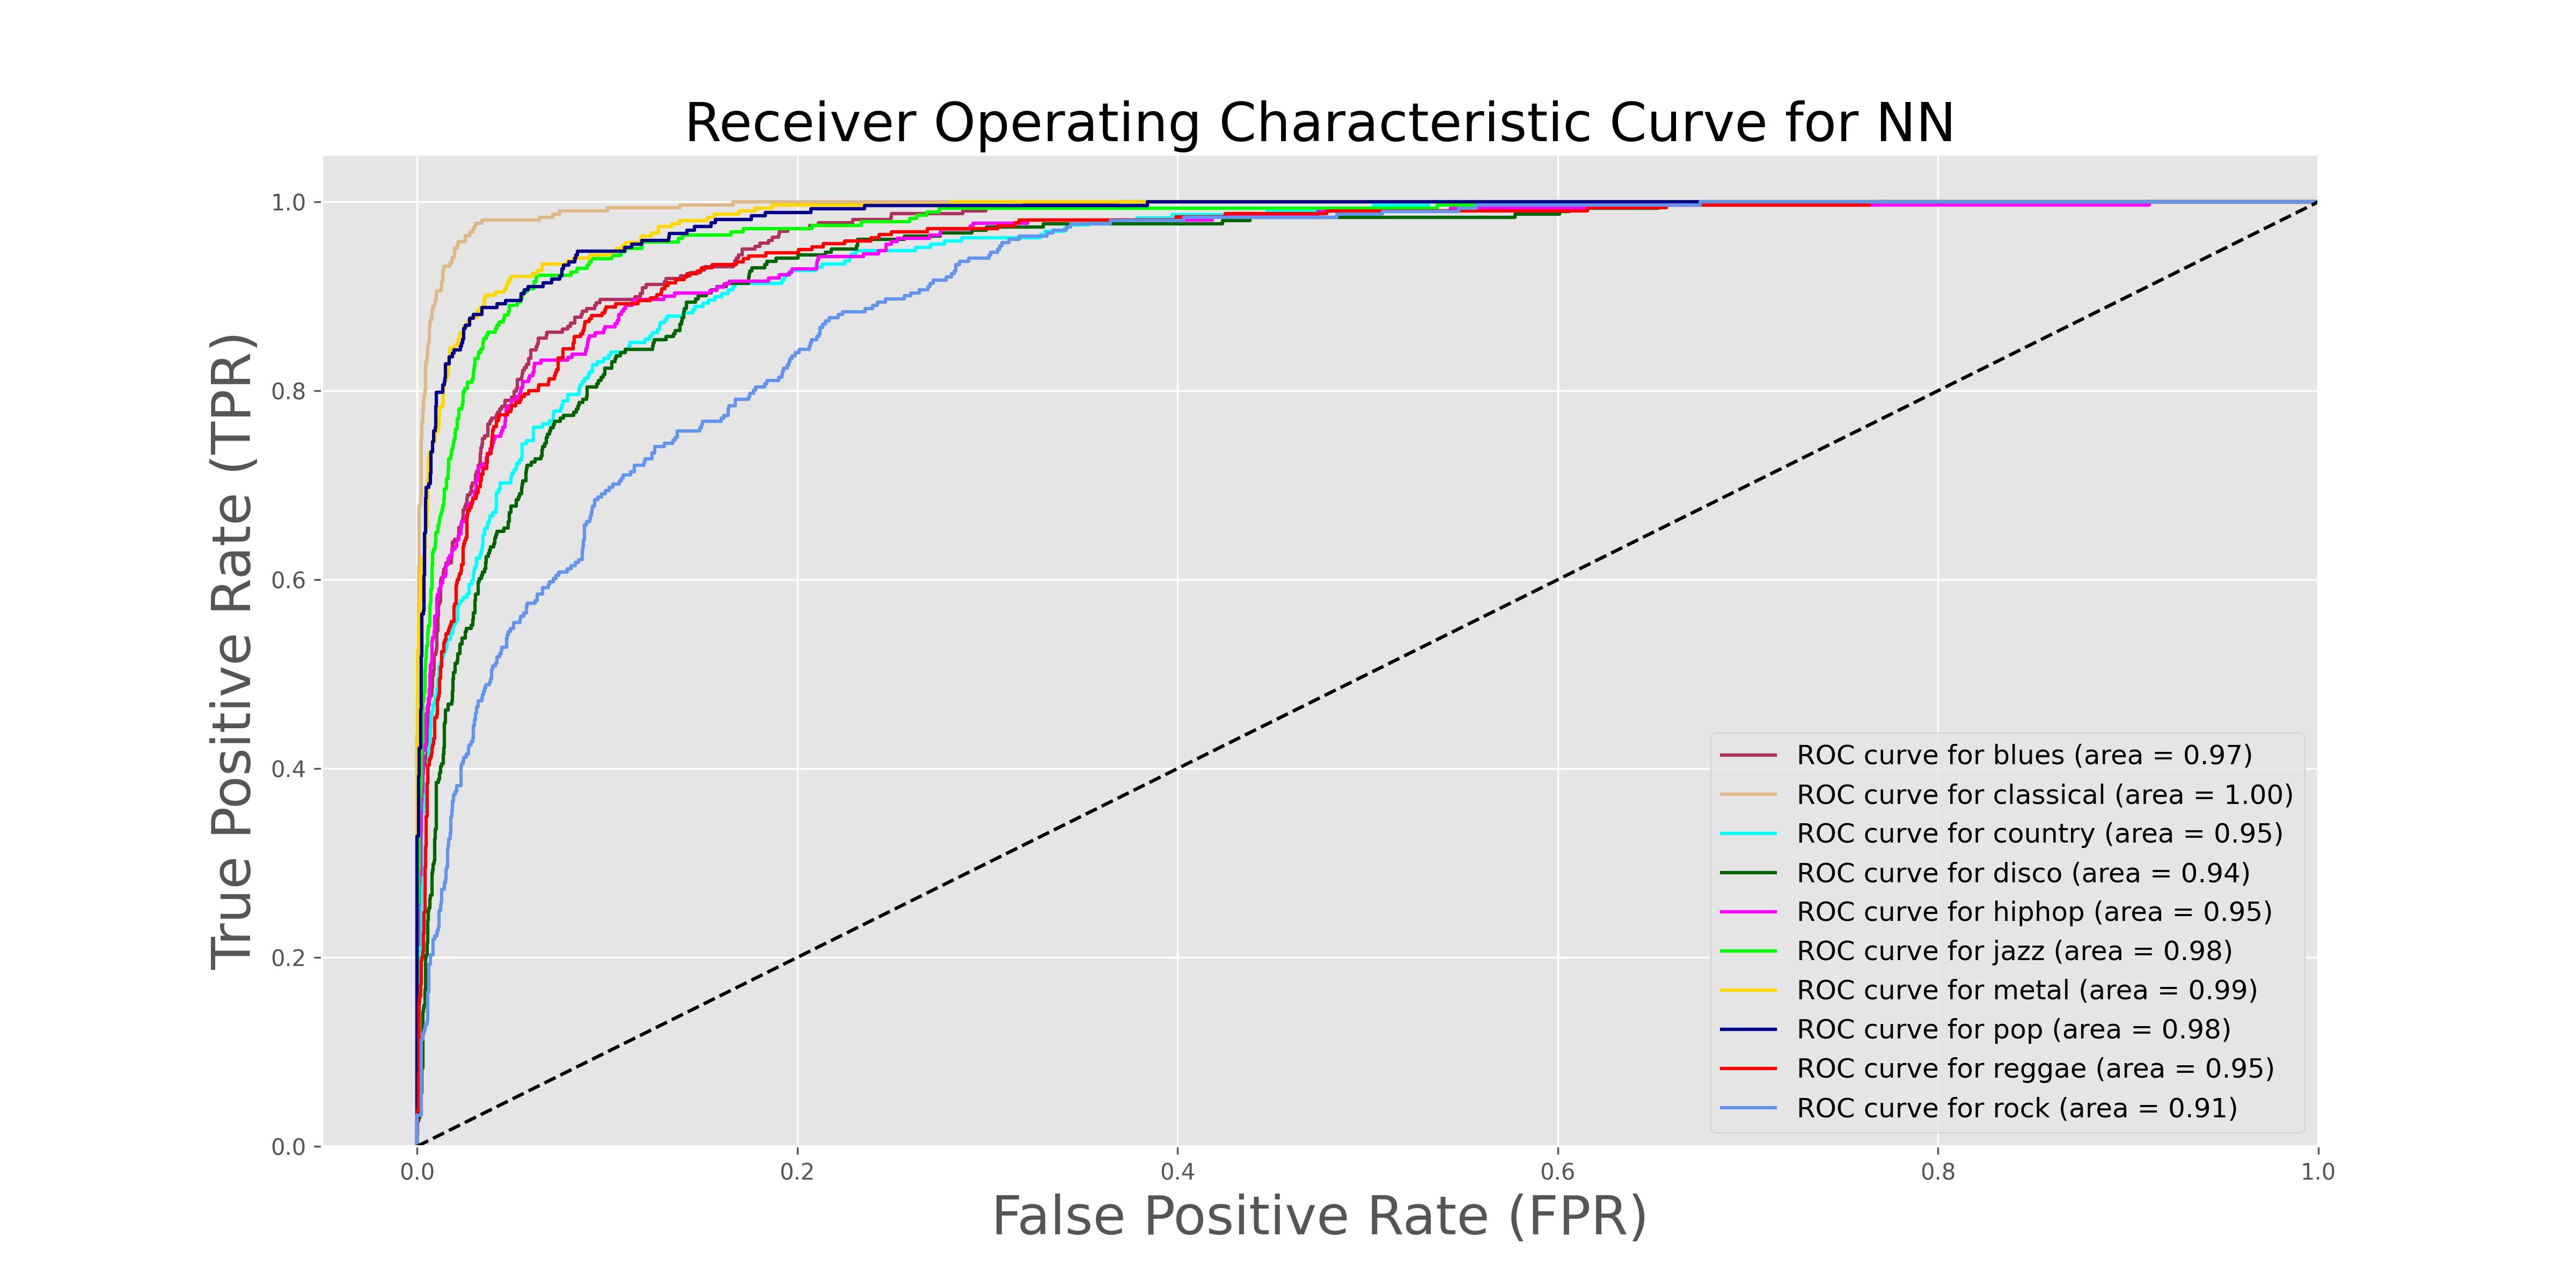 Receiver Operating Characteristic Curve for NN
True Positive Rate (TPR)
1.0
0.8
0.6
0.4
0.2
0.0
ROC curve for blues (area = 0.97)
ROC curve for classical (area = 1.00)
ROC curve for country (area = 0.95)
ROC curve for disco (area = 0.94)
ROC curve for hiphop (area = 0.95)
ROC curve for jazz (area = 0.98)
ROC curve for metal (area = 0.99)
ROC curve for pop (area = 0.98)
ROC curve for reggae (area = 0.95)
ROC curve for rock (area = 0.91)
0.0 0.2 0.4 0.6 0.8 1.0
False Positive Rate (FPR)